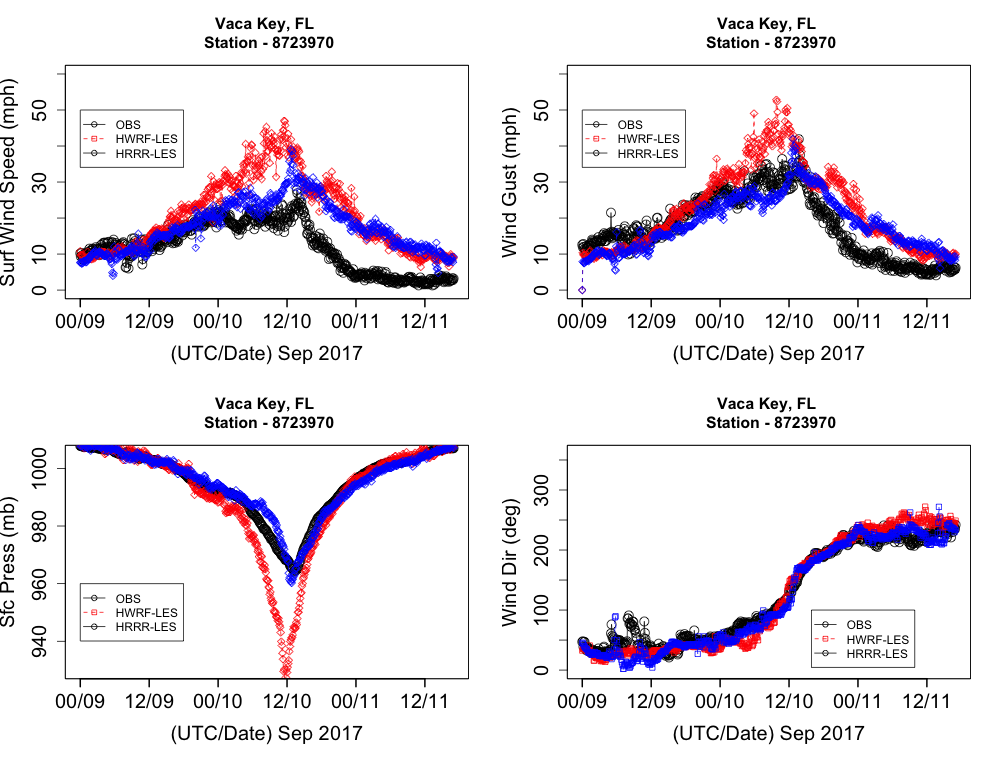 Vaca Key, FL
Station - 8723970
Surf Wind Speed (mph)
0 10 30 50
OBS
HWRF-LES
HRRR-LES
00/09 12/09 00/10 12/10 00/11 12/11
(UTC/Date) Sep 2017
Vaca Key, FL
Station - 8723970
Wind Gust (mph)
0 10 30 50
OBS
HWRF-LES
HRRR-LES
00/09 12/09 00/10 12/10 00/11 12/11
(UTC/Date) Sep 2017
Vaca Key, FL
Station - 8723970
Sfc Press (mb)
940 960 980 1000
OBS
HWRF-LES
HRRR-LES
00/09 12/09 00/10 12/10 00/11 12/11
(UTC/Date) Sep 2017
Vaca Key, FL
Station - 8723970
Wind Dir (deg)
0 100 200 300
OBS
HWRF-LES
HRRR-LES
00/09 12/09 00/10 12/10 00/11 12/11
(UTC/Date) Sep 2017